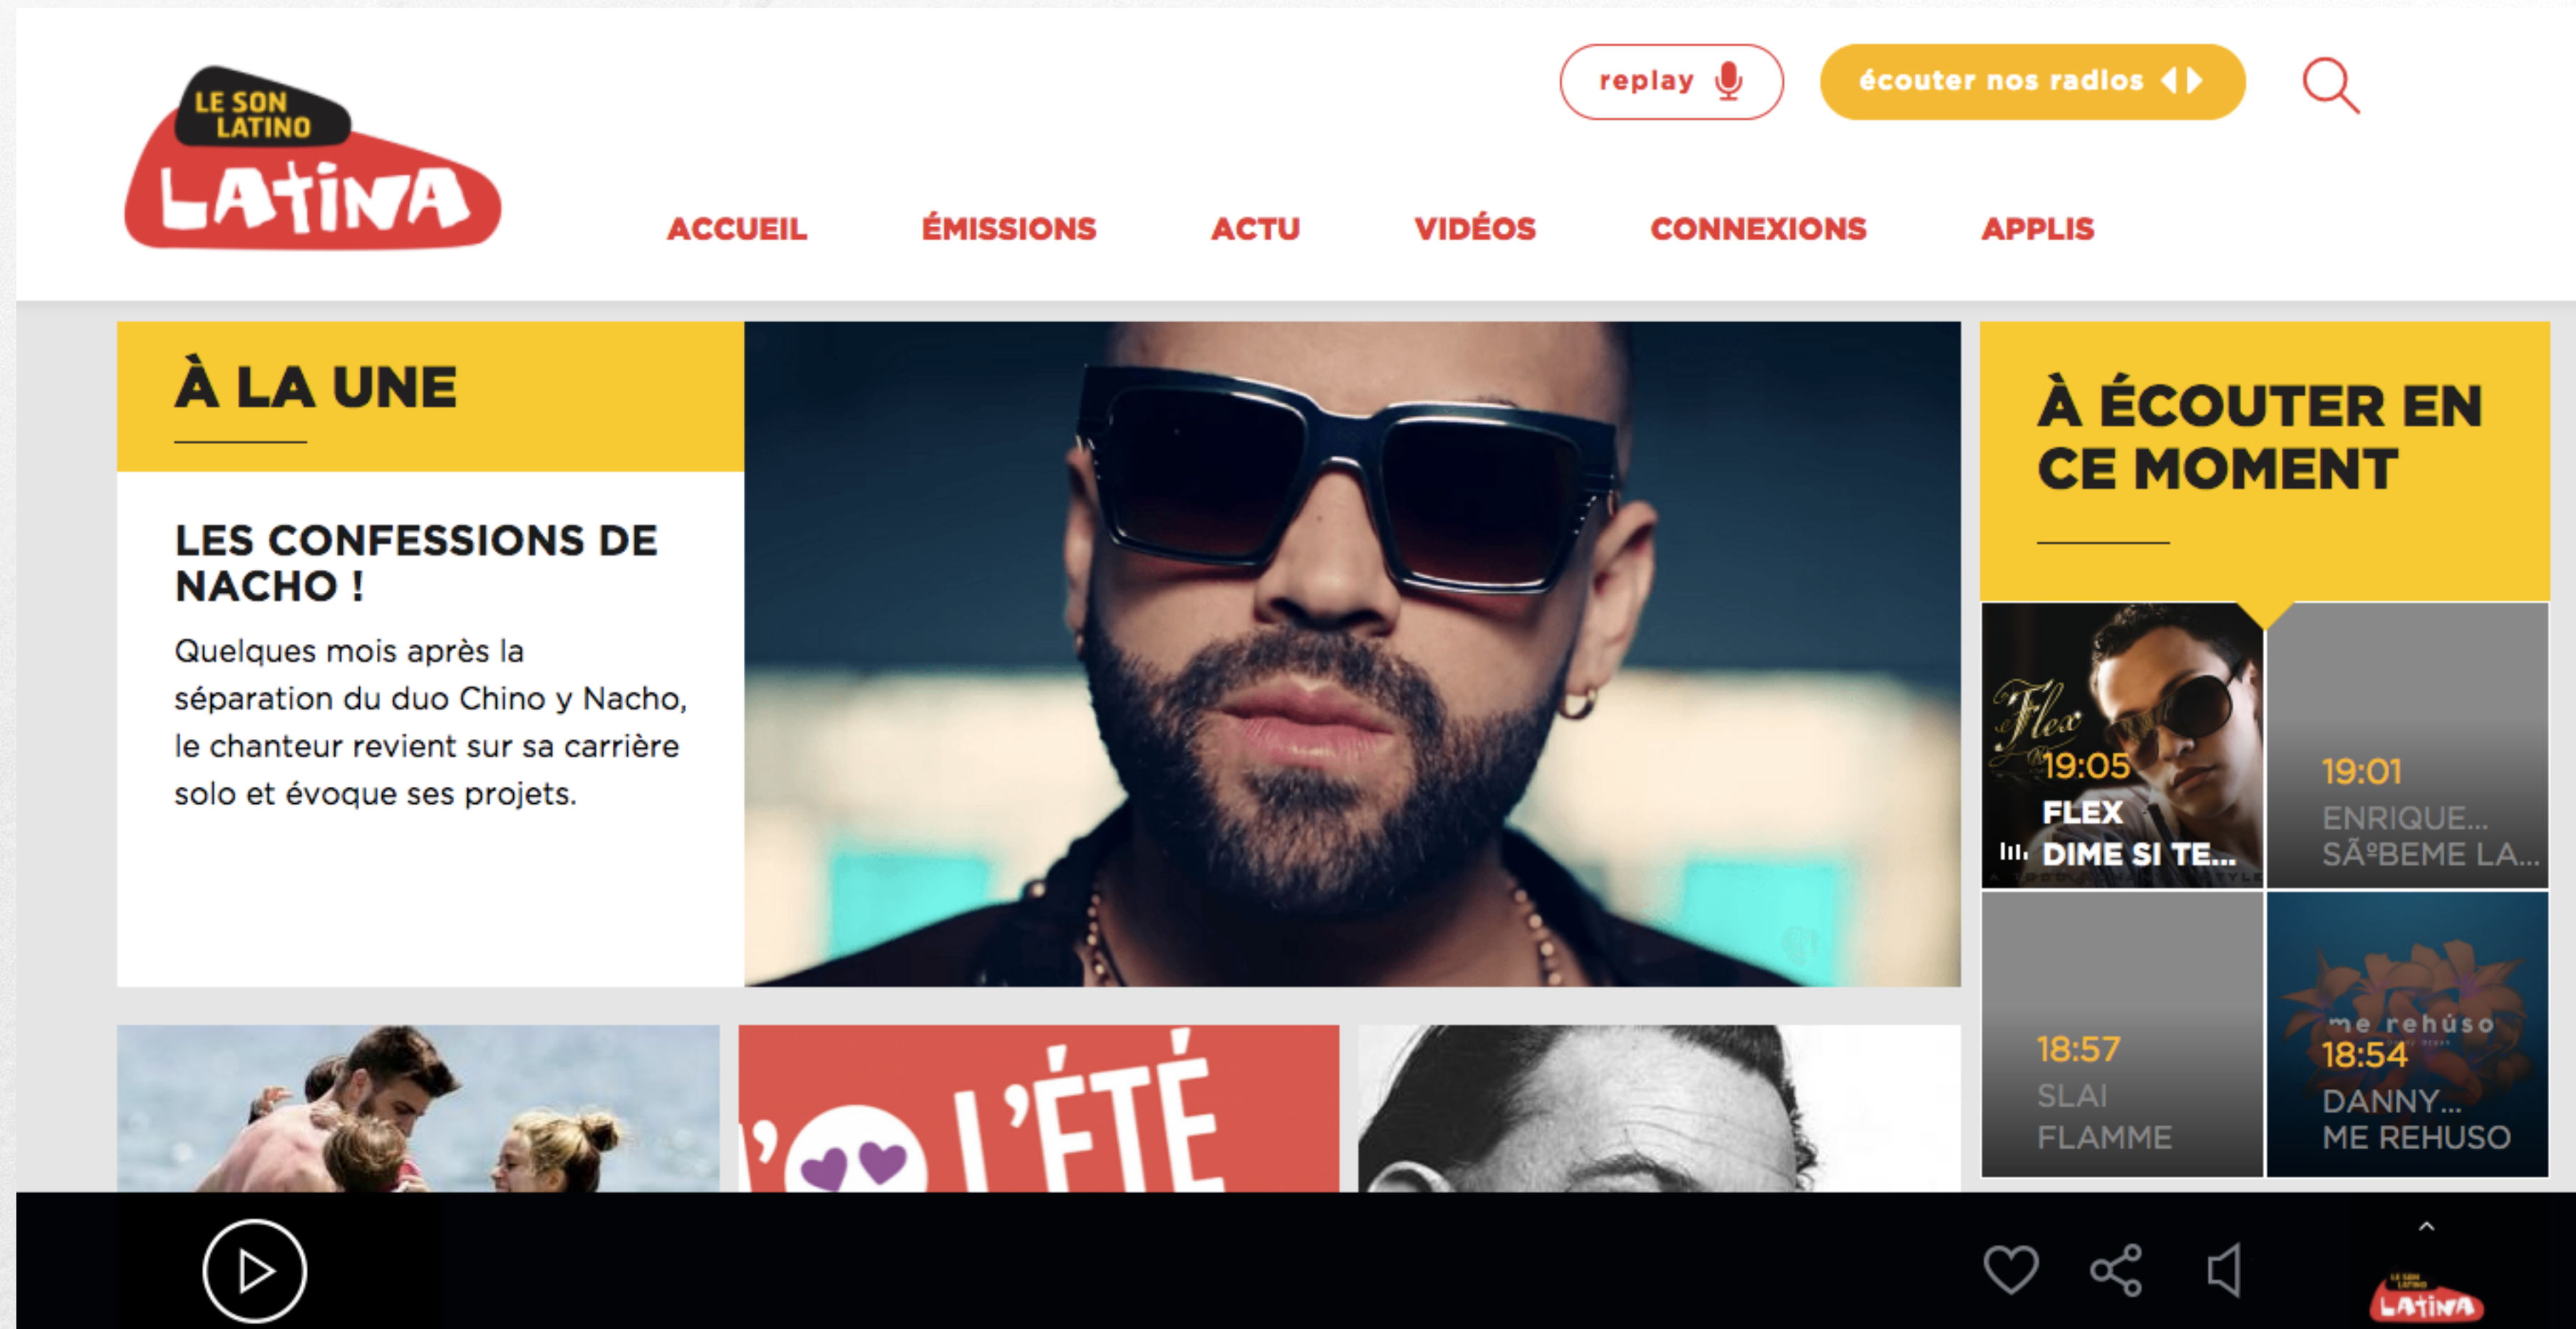 LE SON
LATINO
LATINA
replay
écouter nos radios
ACCUEIL ÉMISSIONS ACTU VIDÉOS CONNEXIONS APPLIS
À LA UNE
LES CONFESSIONS DE
NACHO !
Quelques mois après la
séparation du duo Chino y Nacho,
le chanteur revient sur sa carrière
solo et évoque ses projets.
À ÉCOUTER EN
CE MOMENT
Flex
19:05
FLEX
DIME SI TE...
19:01
ENRIQUE...
SÃºBEME LA...
18:57
SLAI
FLAMME
me rehúso
18:54
DANNY...
ME REHUSO
L'ÉTÉ
LE SON
LATINO
LATINA